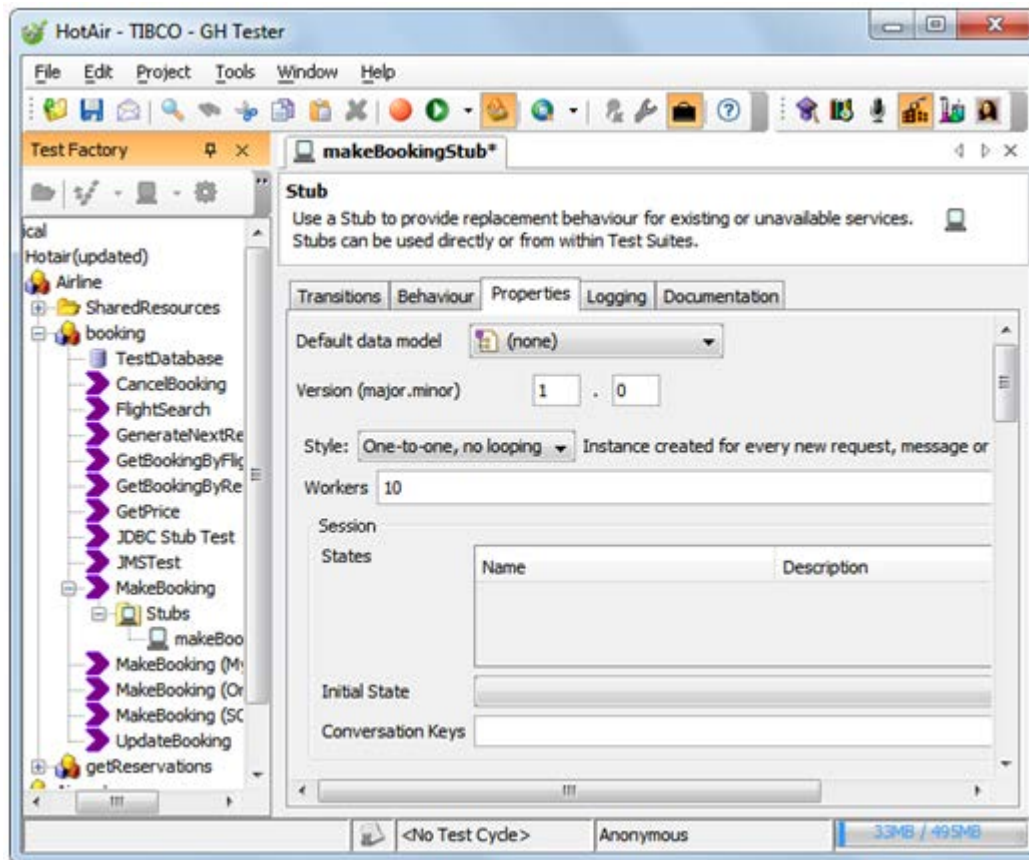 HotAir - TIBCO - GH Tester
File Edit Project Tools Window Help
Test Factory
makeBookingStub*
Stub
Use a Stub to provide replacement behaviour for existing or unavailable services.
Stubs can be used directly or from within Test Suites.
ical
Hotair(updated)
Airline
SharedResources
booking
TestDatabase
CancelBooking
FlightSearch
GenerateNextRe
GetBookingByFlig
GetBookingByRe
GetPrice
JDBC Stub Test
JMSTest
MakeBooking
Stubs
makeBoo
MakeBooking (My
MakeBooking (Or
MakeBooking (SC
UpdateBooking
getReservations
Transitions Behaviour Properties Logging Documentation
Default data model (none)
Version (major.minor) 1 . 0
Style: One-to-one, no looping Instance created for every new request, message or
Workers 10
Session
States
Name Description
Initial State
Conversation Keys
<No Test Cycle> Anonymous 33MB / 495MB